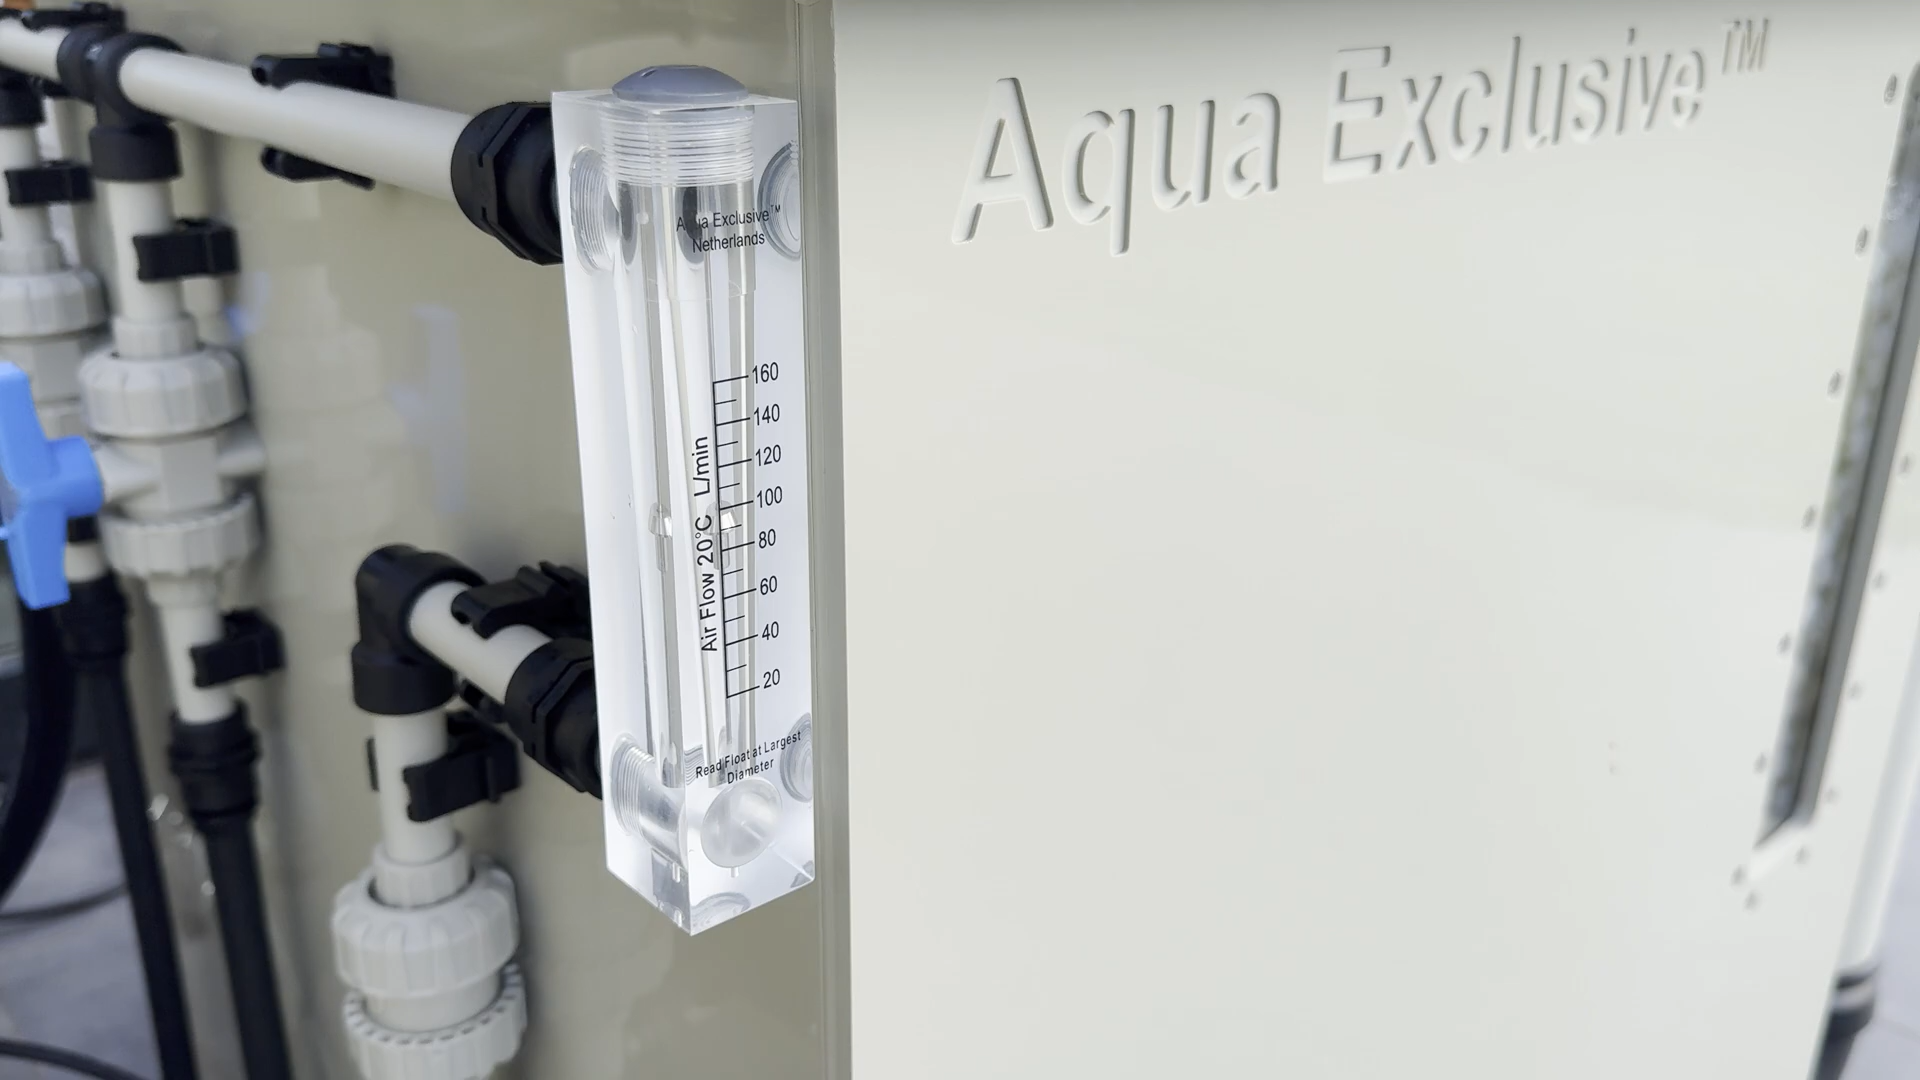 Aqua Exclusive™
Aqua Exclusive™
Netherlands
160
140
120
100
80
60
40
20
Air Flow 20°C L/min
Read Float at Largest
Diameter